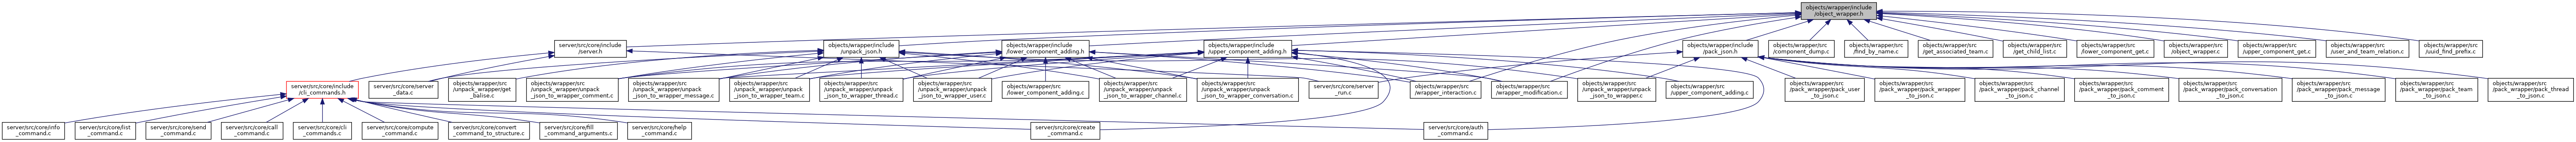 objects/wrapper/include
/object_wrapper.h
server/src/core/include
/server.h
objects/wrapper/include
/unpack_json.h
objects/wrapper/include
/lower_component_adding.h
objects/wrapper/include
/upper_component_adding.h
objects/wrapper/include
/pack_json.h
objects/wrapper/src
/component_dump.c
objects/wrapper/src
/find_by_name.c
objects/wrapper/src
/get_associated_team.c
objects/wrapper/src
/get_child_list.c
objects/wrapper/src
/lower_component_get.c
objects/wrapper/src
/object_wrapper.c
objects/wrapper/src
/upper_component_get.c
objects/wrapper/src
/user_and_team_relation.c
objects/wrapper/src
/uuid_find_prefix.c
server/src/core/include
/cli_commands.h
server/src/core/server
_data.c
objects/wrapper/src
/unpack_wrapper/get
_balise.c
objects/wrapper/src
/unpack_wrapper/unpack
_json_to_wrapper_comment.c
objects/wrapper/src
/unpack_wrapper/unpack
_json_to_wrapper_message.c
objects/wrapper/src
/unpack_wrapper/unpack
_json_to_wrapper_team.c
objects/wrapper/src
/unpack_wrapper/unpack
_json_to_wrapper_thread.c
objects/wrapper/src
/unpack_wrapper/unpack
_json_to_wrapper_user.c
objects/wrapper/src
/lower_component_adding.c
objects/wrapper/src
/unpack_wrapper/unpack
_json_to_wrapper_channel.c
objects/wrapper/src
/unpack_wrapper/unpack
_json_to_wrapper_conversation.c
server/src/core/server
_run.c
objects/wrapper/src
/wrapper_interaction.c
objects/wrapper/src
/wrapper_modification.c
objects/wrapper/src
/unpack_wrapper/unpack
_json_to_wrapper.c
objects/wrapper/src
/upper_component_adding.c
objects/wrapper/src
/pack_wrapper/pack_user
_to_json.c
objects/wrapper/src
/pack_wrapper/pack_wrapper
_to_json.c
objects/wrapper/src
/pack_wrapper/pack_channel
_to_json.c
objects/wrapper/src
/pack_wrapper/pack_comment
_to_json.c
objects/wrapper/src
/pack_wrapper/pack_conversation
_to_json.c
objects/wrapper/src
/pack_wrapper/pack_message
_to_json.c
objects/wrapper/src
/pack_wrapper/pack_team
_to_json.c
objects/wrapper/src
/pack_wrapper/pack_thread
_to_json.c
server/src/core/info
_command.c
server/src/core/list
_command.c
server/src/core/send
_command.c
server/src/core/call
_command.c
server/src/core/cli
_commands.c
server/src/core/compute
_command.c
server/src/core/convert
_command_to_structure.c
server/src/core/fill
_command_arguments.c
server/src/core/help
_command.c
server/src/core/create
_command.c
server/src/core/auth
_command.c